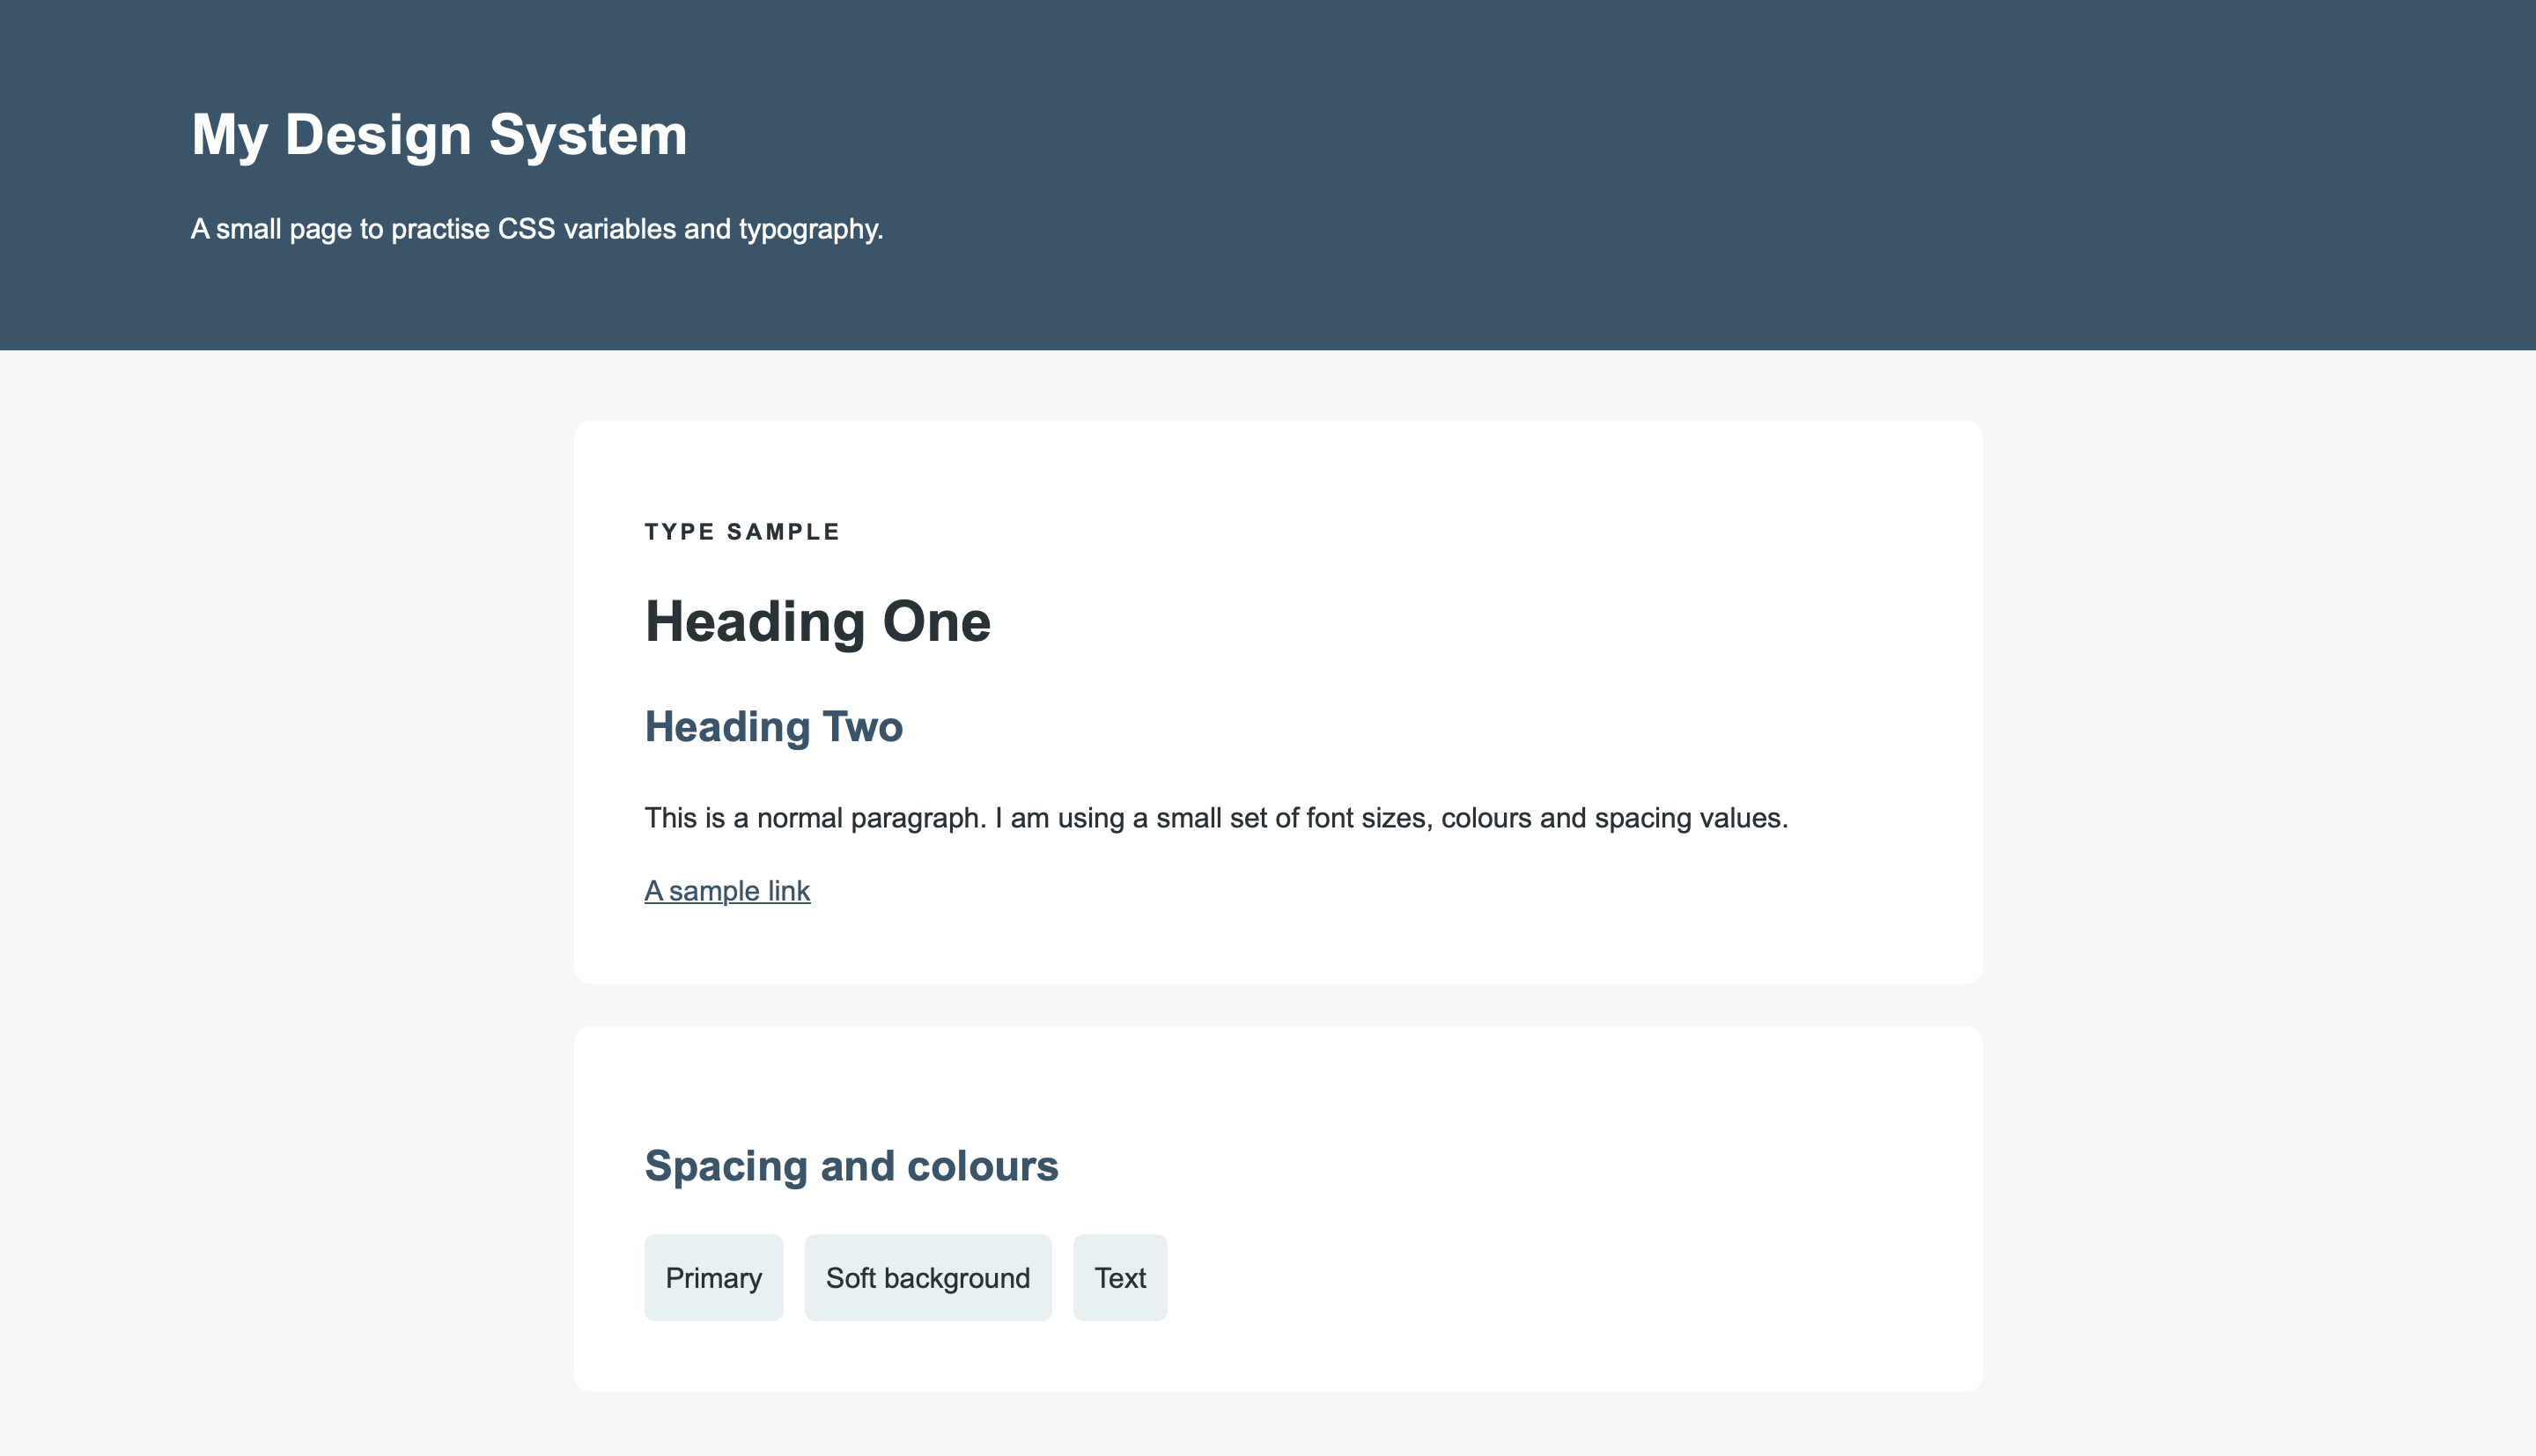 My Design System
A small page to practise CSS variables and typography.
TYPE SAMPLE
Heading One
Heading Two
This is a normal paragraph. I am using a small set of font sizes, colours and spacing values.
A sample link
Spacing and colours
Primary
Soft background
Text